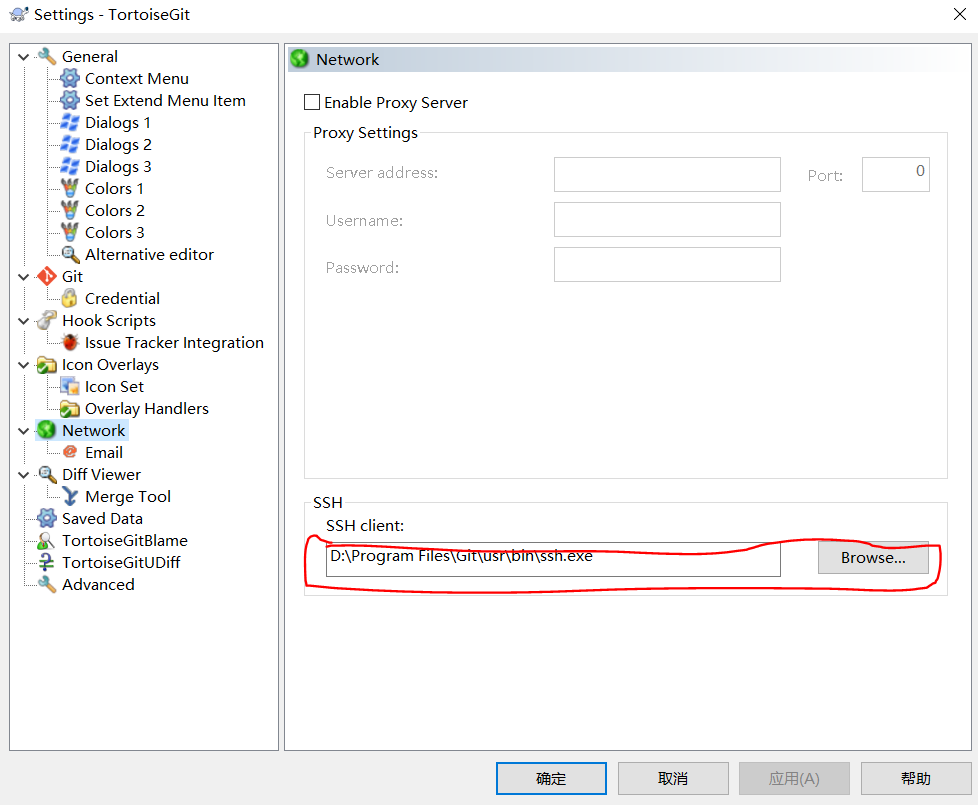 Settings - TortoiseGit
General
Context Menu
Set Extend Menu Item
Dialogs 1
Dialogs 2
Dialogs 3
Colors 1
Colors 2
Colors 3
Alternative editor
Git
Credential
Hook Scripts
Issue Tracker Integration
Icon Overlays
Icon Set
Overlay Handlers
Network
Email
Diff Viewer
Merge Tool
Saved Data
TortoiseGitBlame
TortoiseGitUDiff
Advanced
Network
Enable Proxy Server
Proxy Settings
Server address:
Port: 0
Username:
Password:
SSH
SSH client:
D:\Program Files\Git\usr\bin\ssh.exe
Browse...
确定 取消 应用(A) 帮助